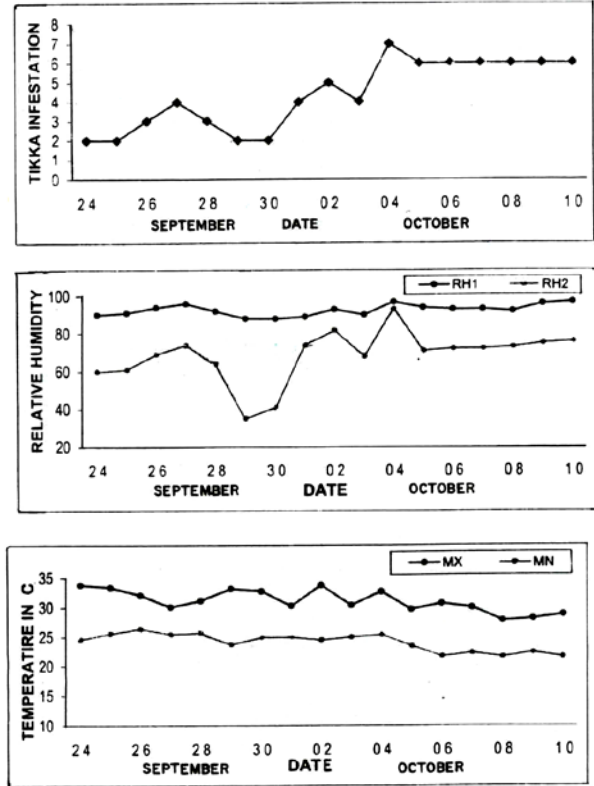 TIKKA INFESTATION
8
7
6
5
4
3
2
1
0
24 26 28 30 02 04 06 08 10
SEPTEMBER DATE OCTOBER
RH1 RH2
RELATIVE HUMIDITY
100
80
60
40
20
24 26 28 30 02 04 06 08 10
SEPTEMBER DATE OCTOBER
MX MN
TEMPERATIRE IN C
35
30
25
20
15
10
24 26 28 30 02 04 06 08 10
SEPTEMBER DATE OCTOBER